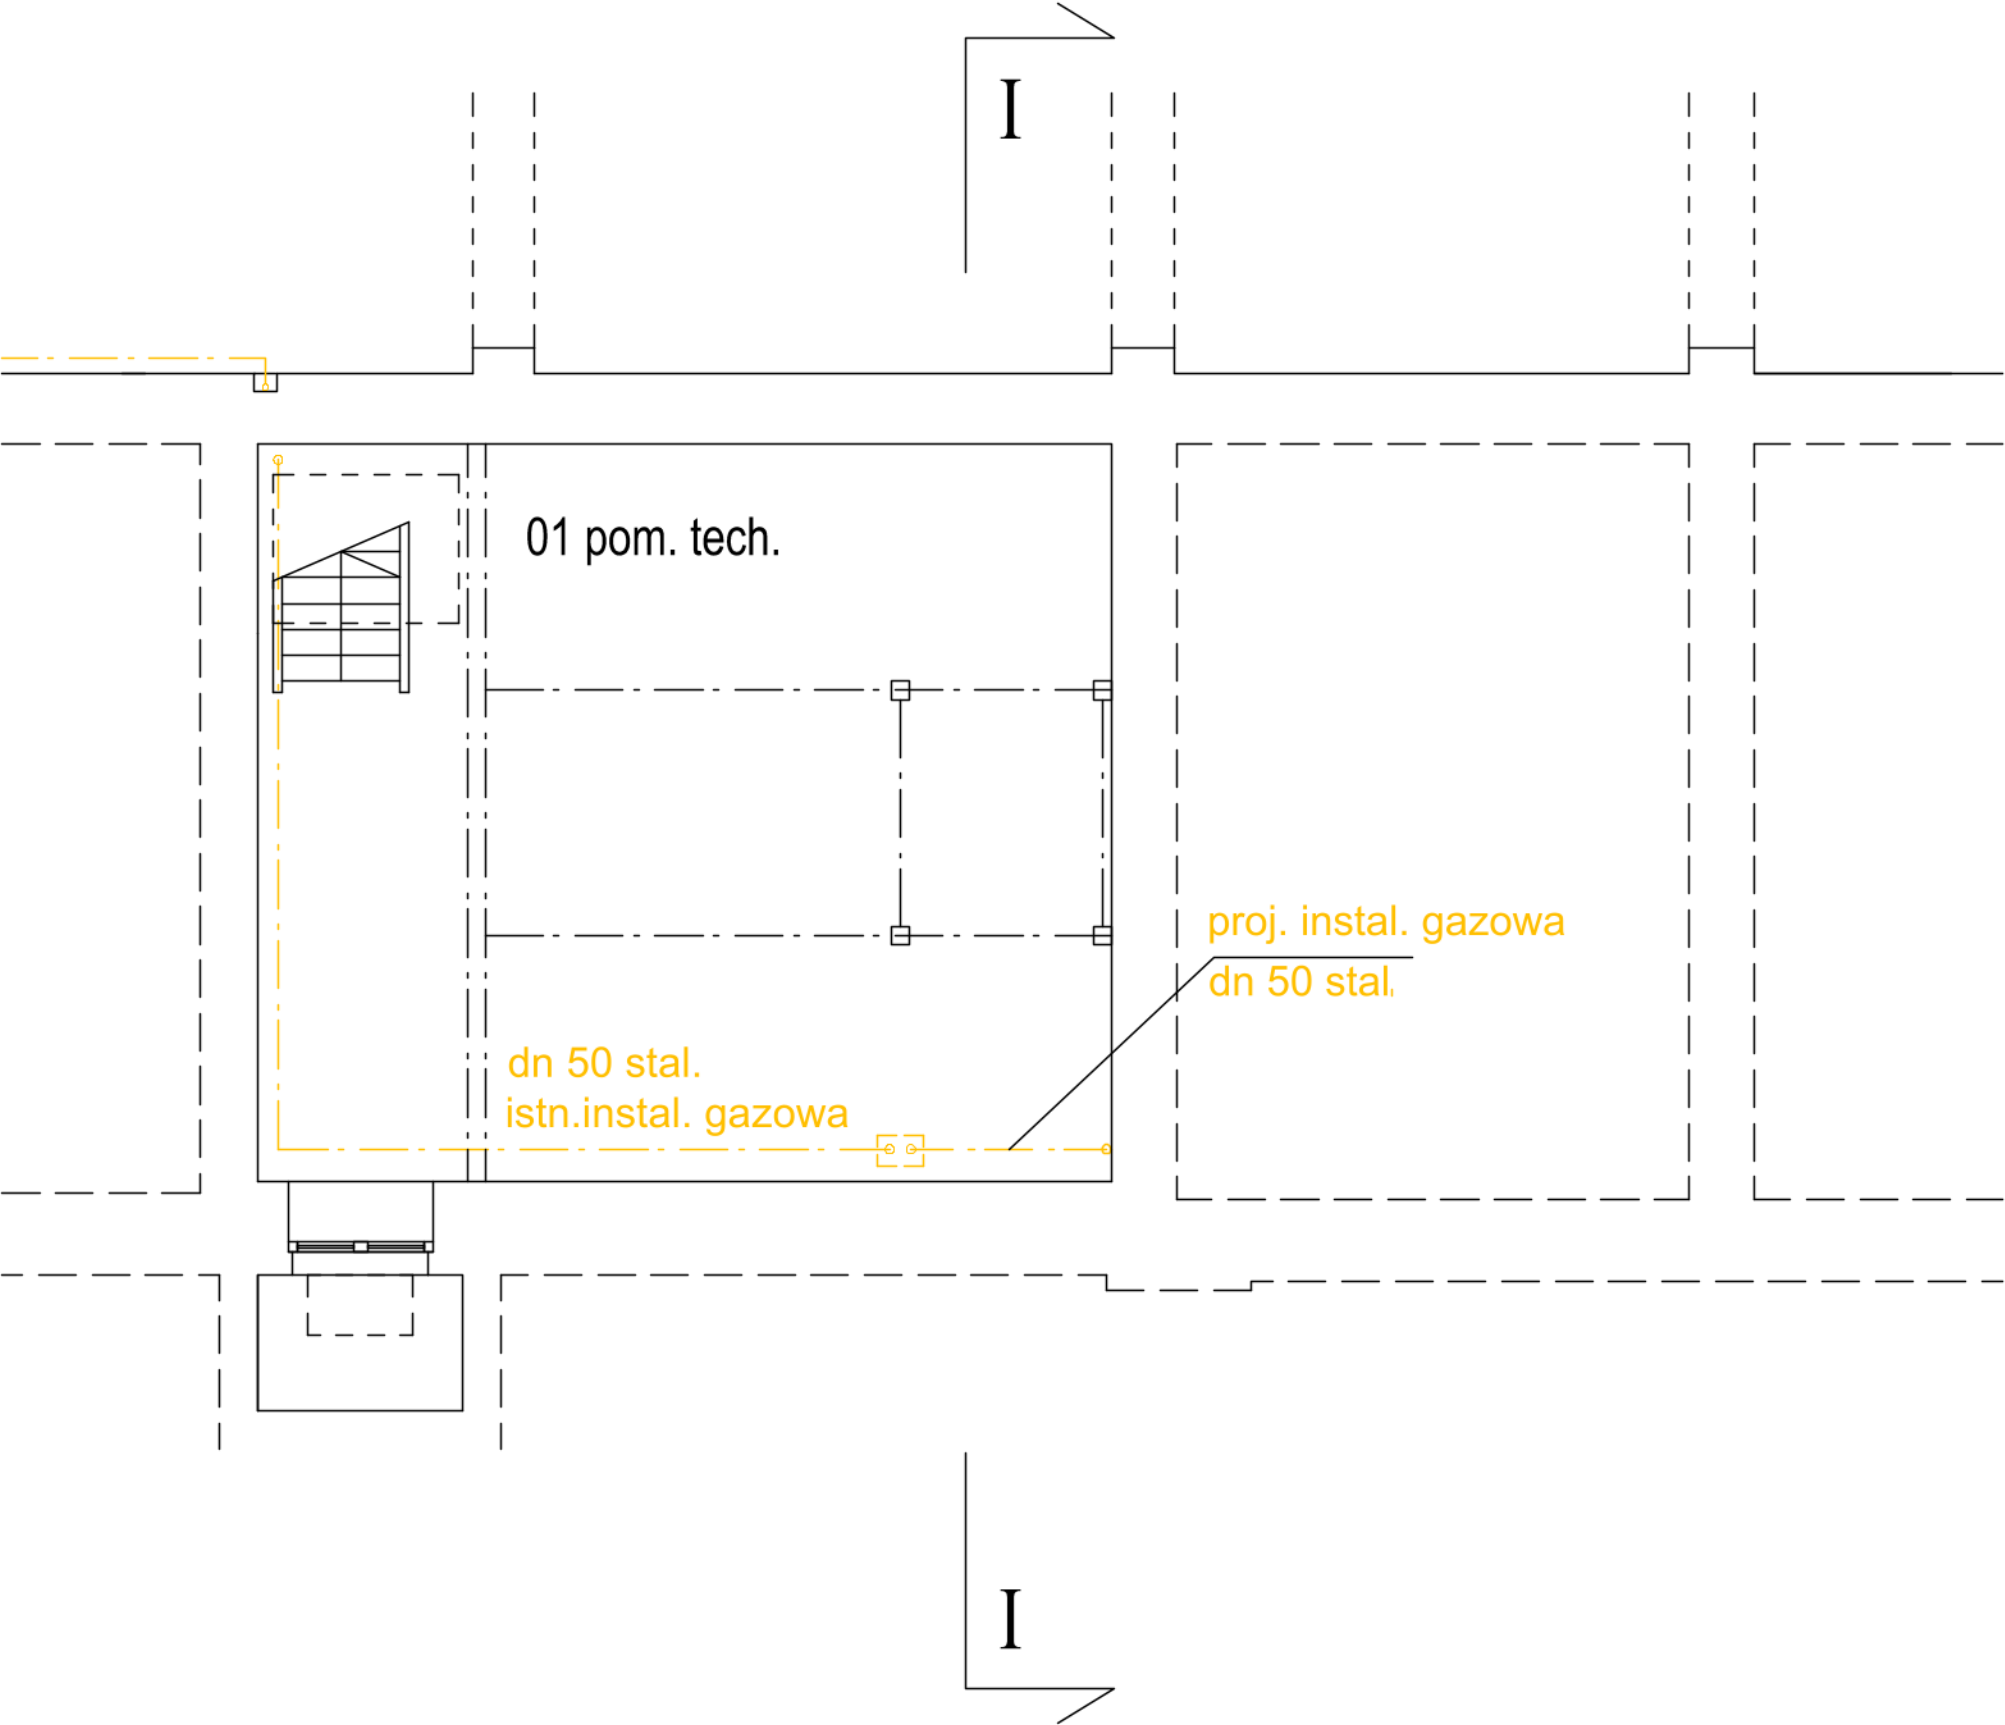 I
01 pom. tech.
proj. instal. gazowa
dn 50 stal.
dn 50 stal.
istn.instal. gazowa
I